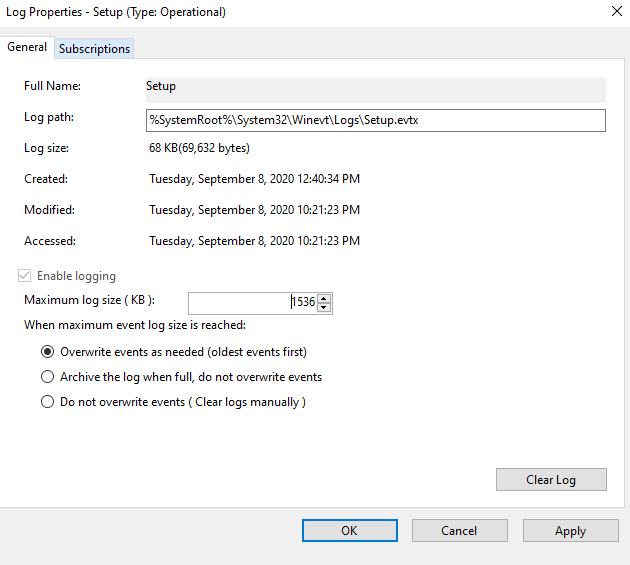 Log Properties - Setup (Type: Operational)
General Subscriptions
Full Name: Setup
Log path: %SystemRoot%\System32\Winevt\Logs\Setup.evtx
Log size: 68 KB(69,632 bytes)
Created: Tuesday, September 8, 2020 12:40:34 PM
Modified: Tuesday, September 8, 2020 10:21:23 PM
Accessed: Tuesday, September 8, 2020 10:21:23 PM
Enable logging
Maximum log size ( KB ): 1536
When maximum event log size is reached:
Overwrite events as needed (oldest events first)
Archive the log when full, do not overwrite events
Do not overwrite events ( Clear logs manually )
Clear Log
OK Cancel Apply